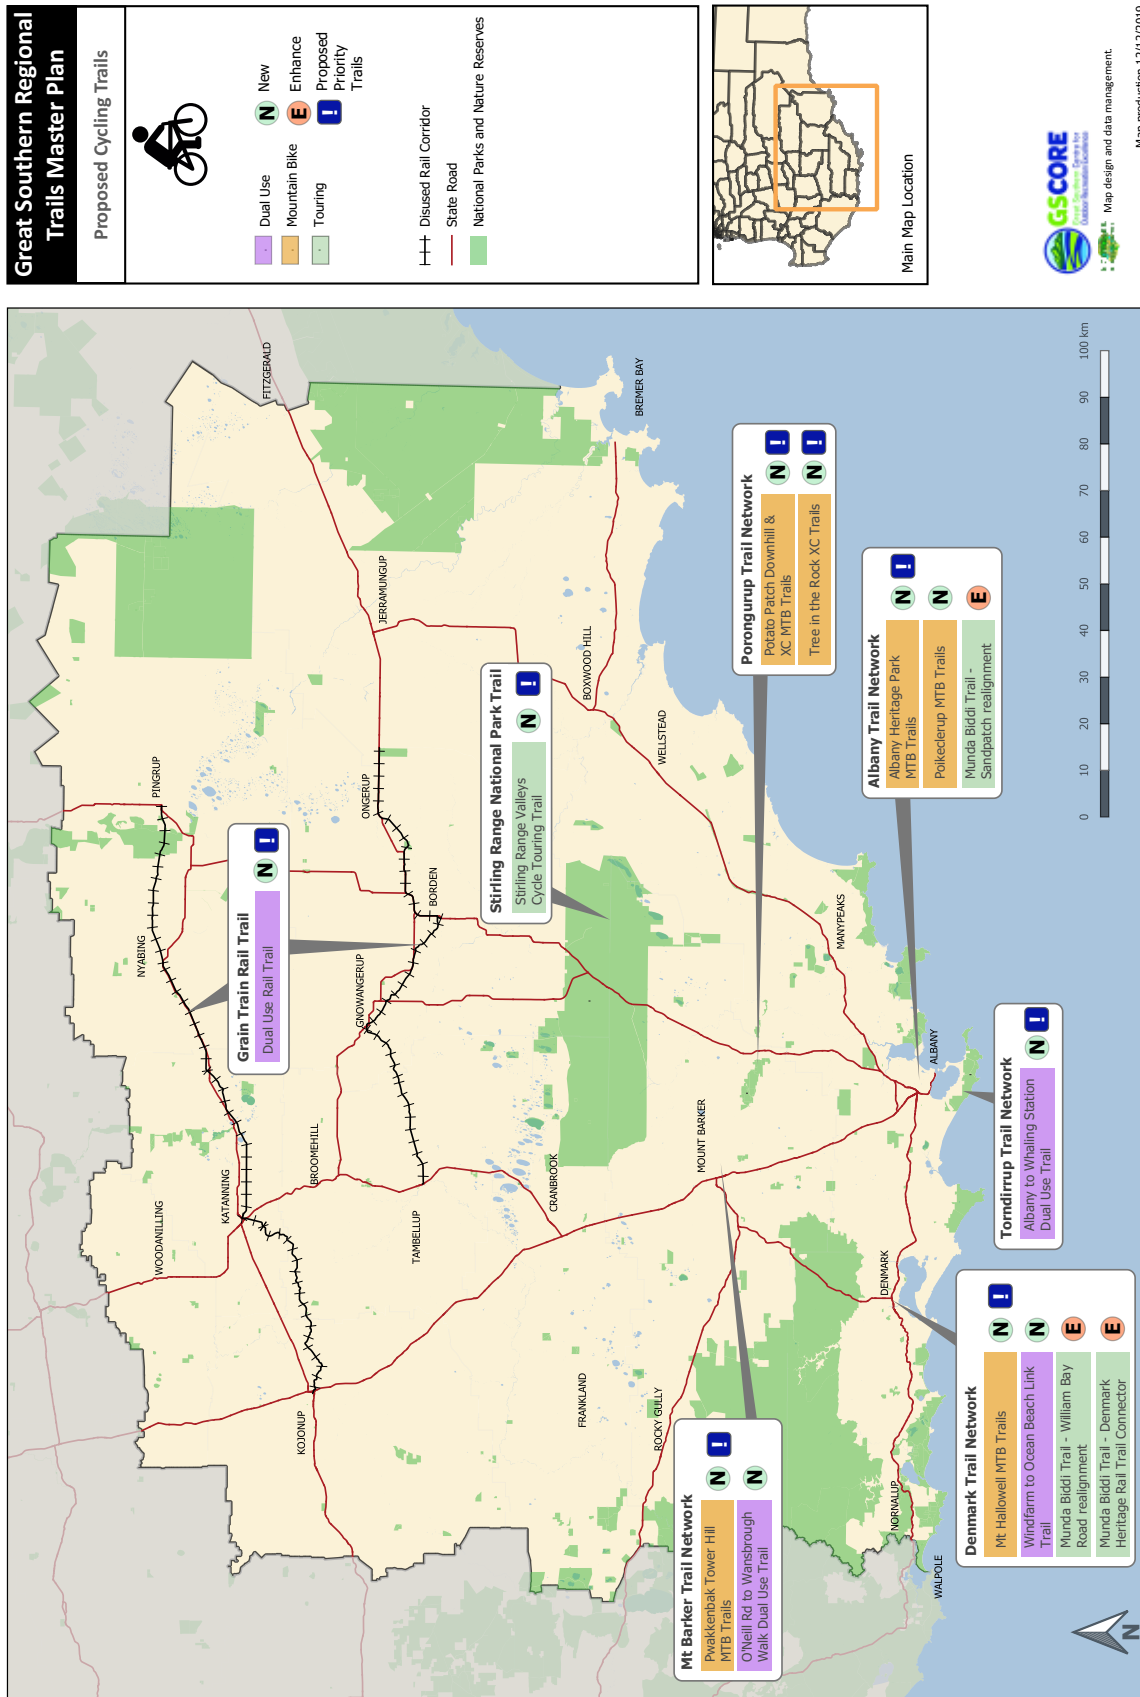 Great Southern Regional
Trails Master Plan
Proposed Cycling Trails
Dual Use
Mountain Bike
Touring
N New
E Enhance
! Proposed
Priority
Trails
Disused Rail Corridor
State Road
National Parks and Nature Reserves
Main Map Location
GSCORE
Great Southern Centre for
Outdoor Recreation Excellence
Map design and data management.
FITZGERALD
BREMER BAY
JERRAMUNGUP
BOXWOOD HILL
WELLSTEAD
PINGRUP
ONGERUP
NYABING
BORDEN
GNOWANGERUP
MANYPEAKS
ALBANY
MOUNT BARKER
BROOMEHILL
KATANNING
WOODANILLING
CRANBROOK
TAMBELLUP
DENMARK
KOJONUP
FRANKLAND
ROCKY GULLY
NORNALUP
WALPOLE
Grain Train Rail Trail
Dual Use Rail Trail
N !
Stirling Range National Park Trail
Stirling Range Valleys
Cycle Touring Trail
N !
Porongurup Trail Network
Potato Patch Downhill &
XC MTB Trails
N !
Tree in the Rock XC Trails
N !
Albany Trail Network
Albany Heritage Park
MTB Trails
N !
Poikeclerup MTB Trails
N
Munda Biddi Trail -
Sandpatch realignment
E
Torndirrup Trail Network
Albany to Whaling Station
Dual Use Trail
N !
Denmark Trail Network
Mt Hallowell MTB Trails
N !
Windfarm to Ocean Beach Link
Trail
N
Munda Biddi Trail - William Bay
Road realignment
E
Munda Biddi Trail - Denmark
Heritage Rail Trail Connector
E
Mt Barker Trail Network
Pwakkenbak Tower Hill
MTB Trails
N !
O'Neill Rd to Wansbrough
Walk Dual Use Trail
N
0 10 20 30 40 50 60 70 80 90 100 km
N